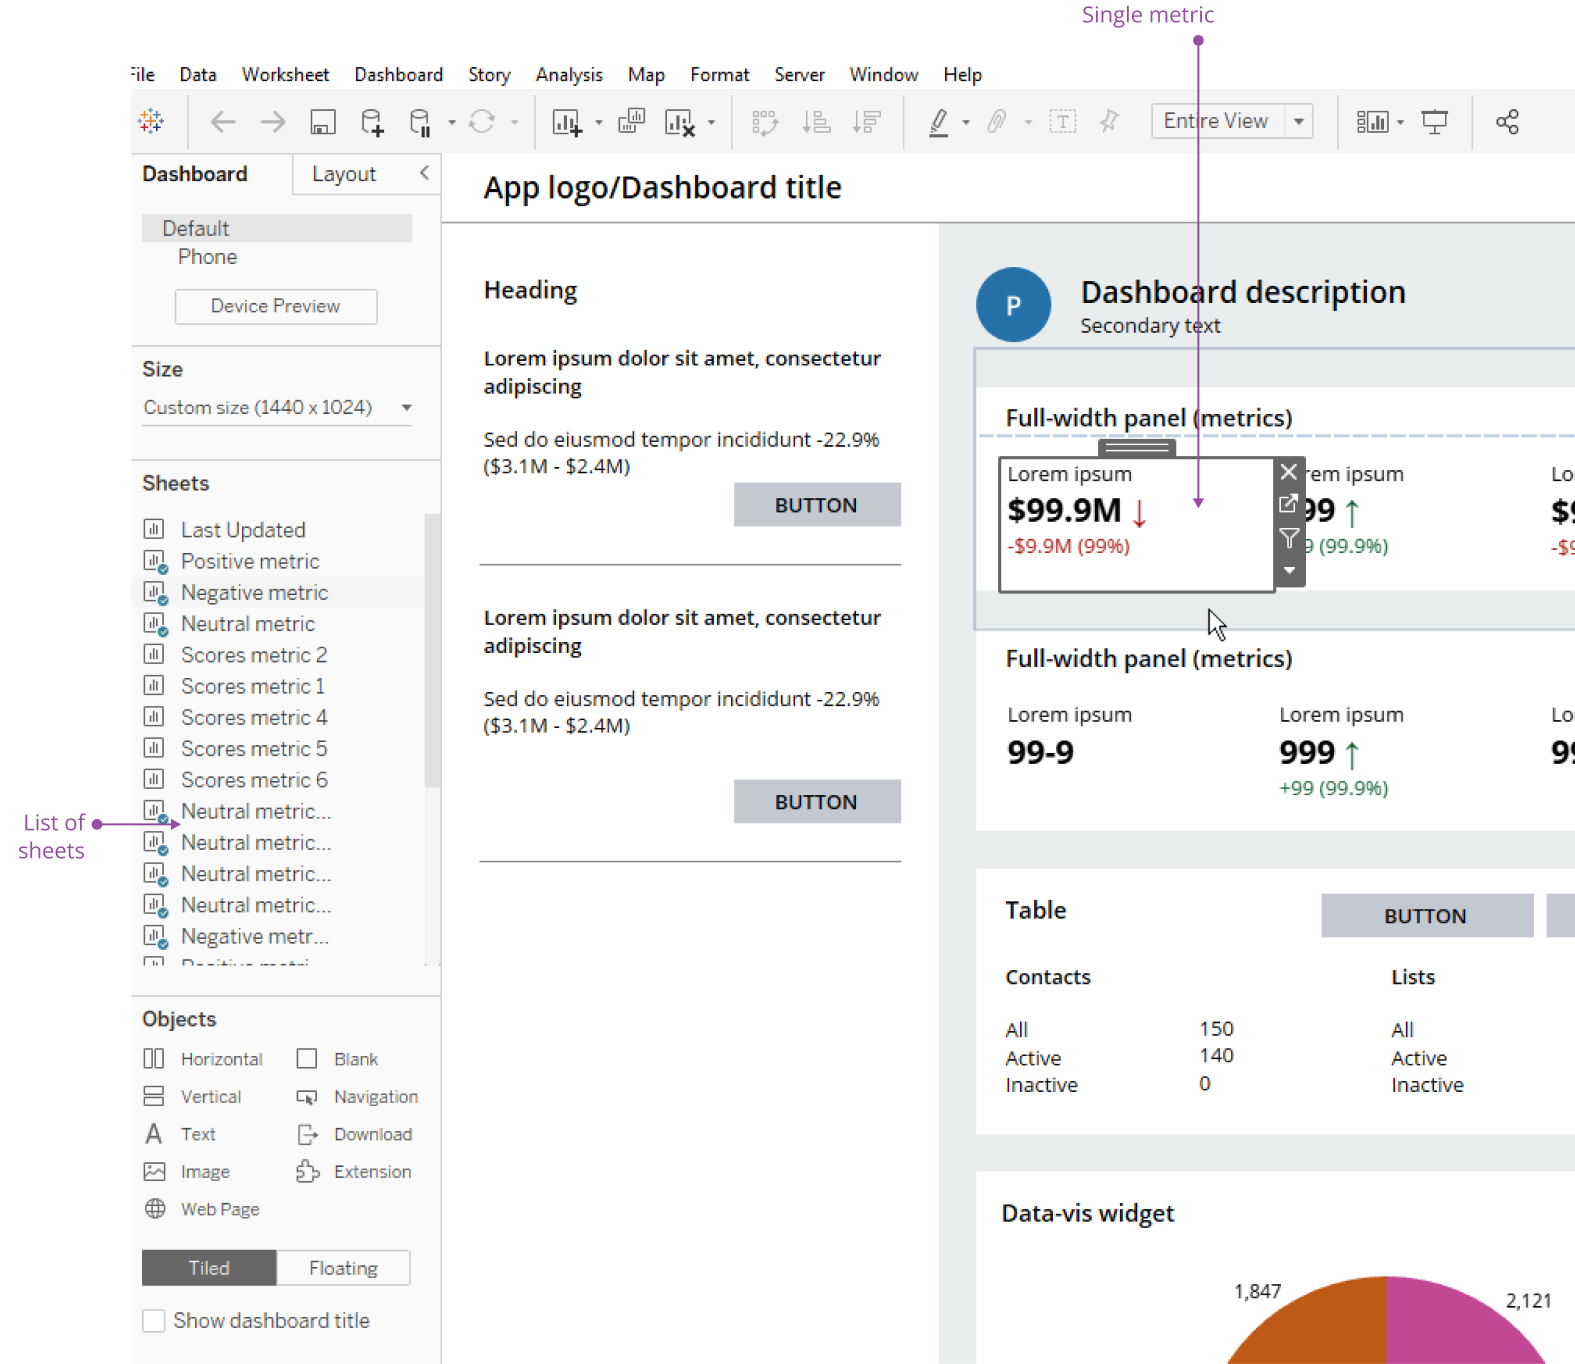 Single metric
File Data Worksheet Dashboard Story Analysis Map Format Server Window Help
T Entire View
Dashboard Layout
Default
Phone
Device Preview
Size
Custom size (1440 x 1024)
Sheets
Last Updated
Positive metric
Negative metric
Neutral metric
Scores metric 2
Scores metric 1
Scores metric 4
Scores metric 5
Scores metric 6
Neutral metric...
Neutral metric...
Neutral metric...
Neutral metric...
Negative metr...
List of
sheets
Objects
Horizontal Blank
Vertical Navigation
A Text Download
Image Extension
Web Page
Tiled Floating
Show dashboard title
App logo/Dashboard title
Heading
Lorem ipsum dolor sit amet, consectetur
adipiscing
Sed do eiusmod tempor incididunt -22.9%
($3.1M - $2.4M)
BUTTON
Lorem ipsum dolor sit amet, consectetur
adipiscing
Sed do eiusmod tempor incididunt -22.9%
($3.1M - $2.4M)
BUTTON
P
Dashboard description
Secondary text
Full-width panel (metrics)
Lorem ipsum rem ipsum Lo
$99.9M ↓ 99 ↑
-$9.9M (99%) 9 (99.9%) -$9
Full-width panel (metrics)
Lorem ipsum Lorem ipsum Lo
99-9 999 ↑ 99
+99 (99.9%)
Table BUTTON
Contacts Lists
All 150 All
Active 140 Active
Inactive 0 Inactive
Data-vis widget
1,847 2,121